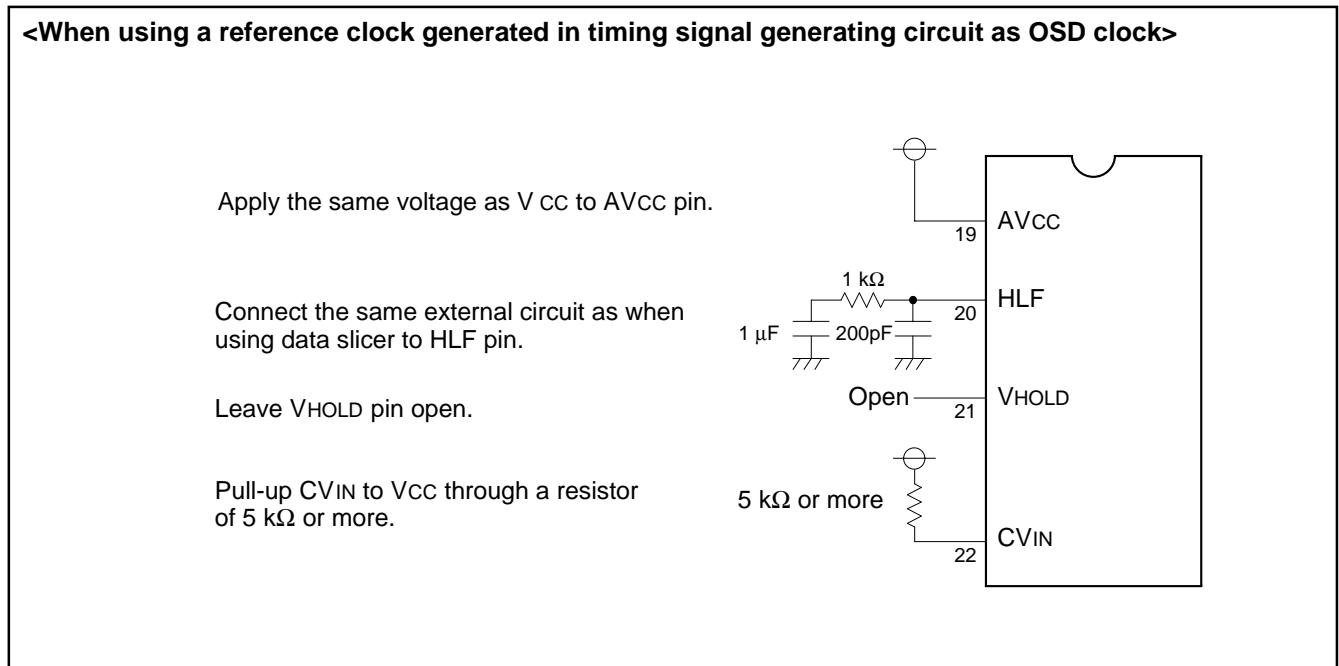 <When using a reference clock generated in timing signal generating circuit as OSD clock>
Apply the same voltage as V CC to AVCC pin.
19
AVCC
Connect the same external circuit as when
using data slicer to HLF pin.
1 kΩ
1 μF
200pF
20
HLF
Leave VHOLD pin open.
Open
21
VHOLD
Pull-up CVIN to VCC through a resistor
of 5 kΩ or more.
5 kΩ or more
22
CVIN